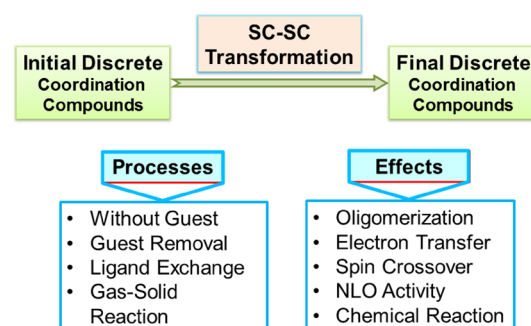 SC-SC
Transformation
Initial Discrete
Coordination
Compounds
Final Discrete
Coordination
Compounds
Processes
• Without Guest
• Guest Removal
• Ligand Exchange
• Gas-Solid
Reaction
Effects
• Oligomerization
• Electron Transfer
• Spin Crossover
• NLO Activity
• Chemical Reaction